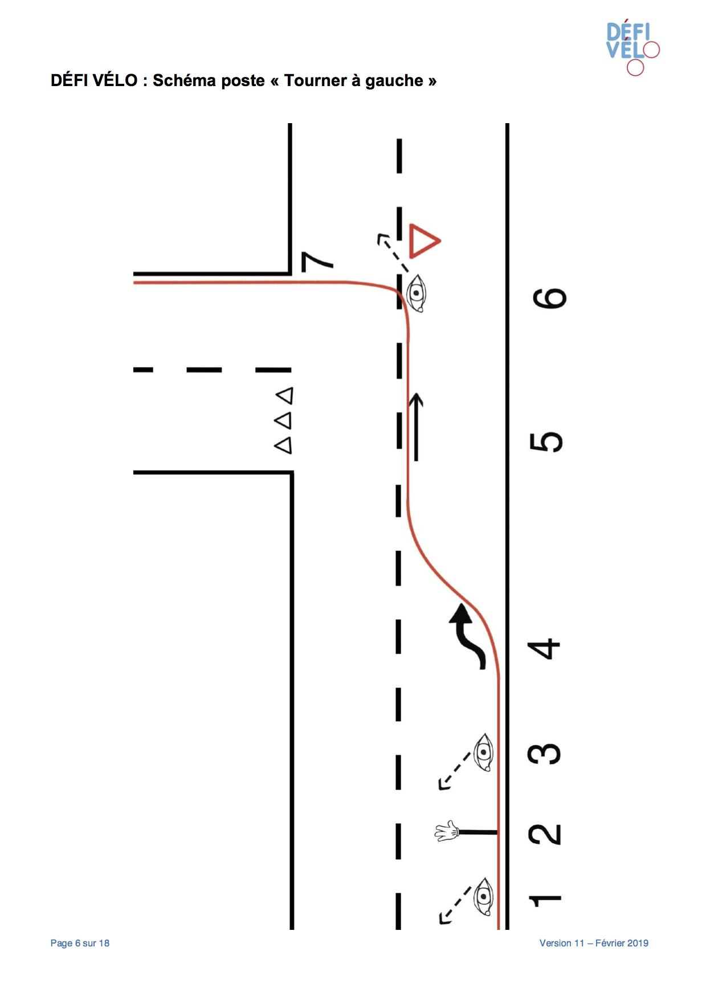 DÉFI
VÉLO
DÉFI VÉLO : Schéma poste « Tourner à gauche »
7
6
5
4
3
2
1
Page 6 sur 18
Version 11 – Février 2019